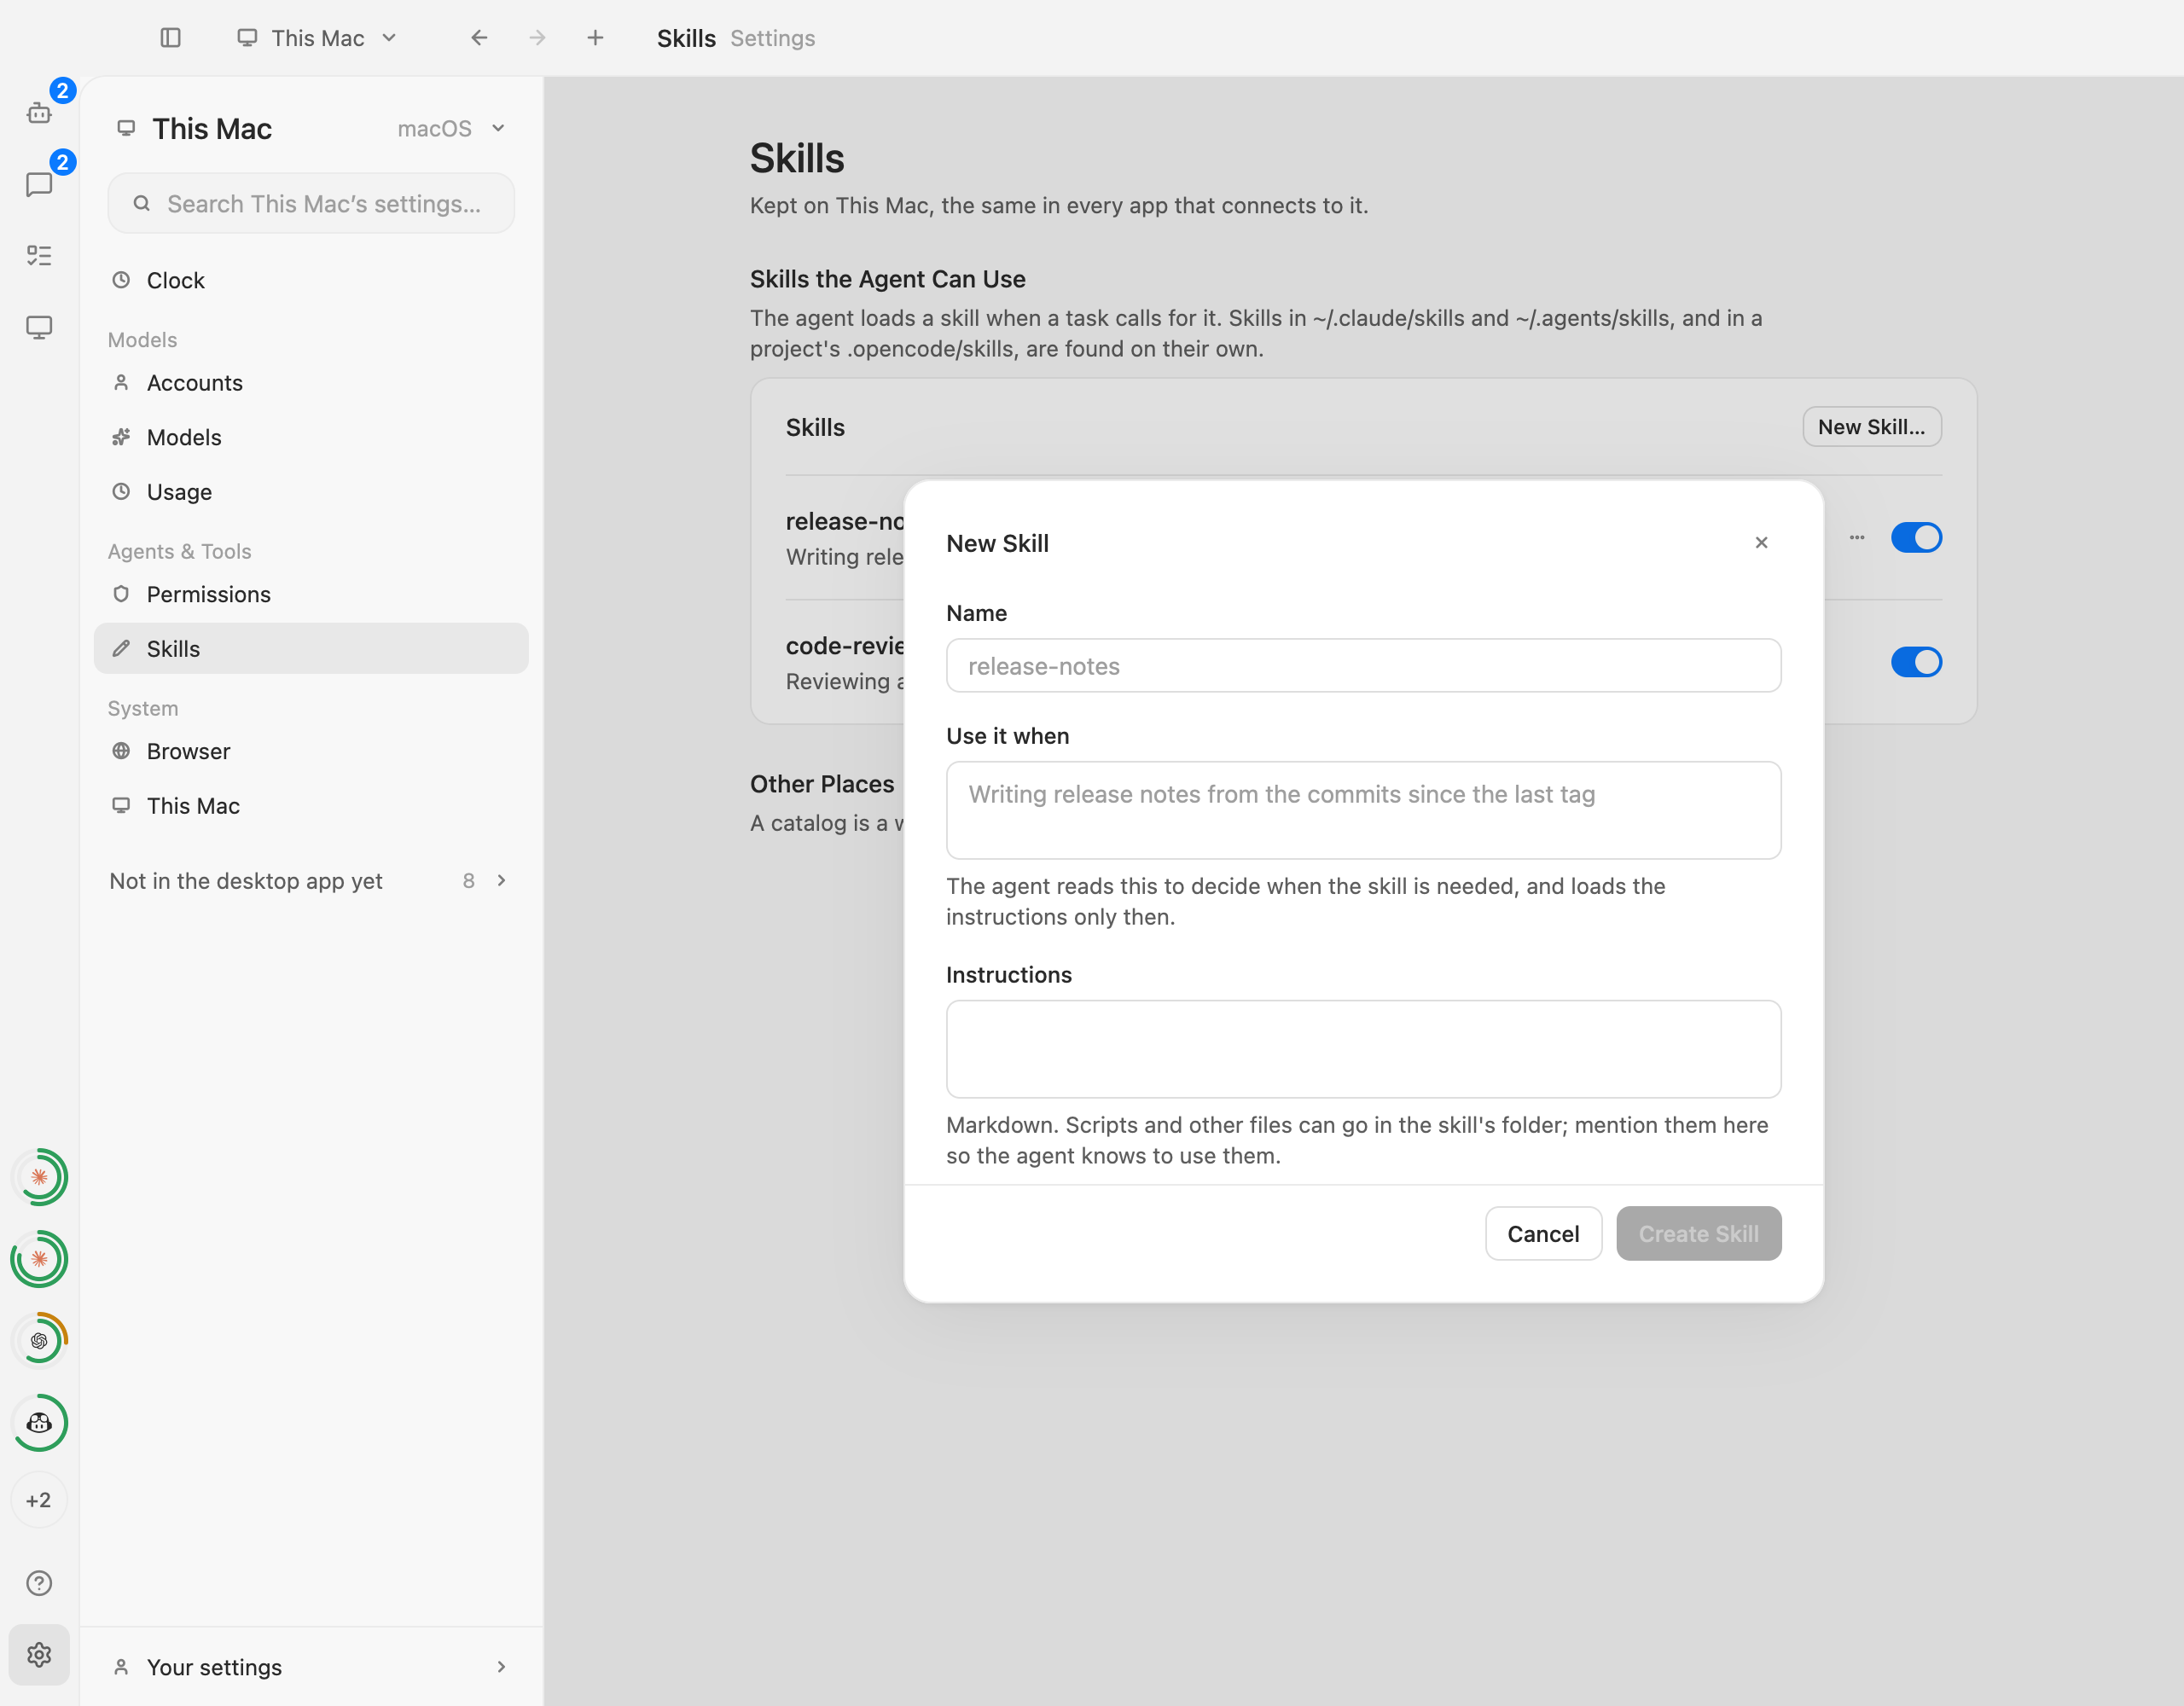 This Mac
Skills Settings
2
2
This Mac
macOS
Search This Mac’s settings...
Clock
Models
Accounts
Models
Usage
Agents & Tools
Permissions
Skills
System
Browser
This Mac
Not in the desktop app yet
8
+2
Your settings
Skills
Kept on This Mac, the same in every app that connects to it.
Skills the Agent Can Use
The agent loads a skill when a task calls for it. Skills in ~/.claude/skills and ~/.agents/skills, and in a
project's .opencode/skills, are found on their own.
Skills
New Skill...
release-no
Writing rele
code-revie
Reviewing a
Other Places
A catalog is a w
New Skill
Name
release-notes
Use it when
Writing release notes from the commits since the last tag
The agent reads this to decide when the skill is needed, and loads the
instructions only then.
Instructions
Markdown. Scripts and other files can go in the skill's folder; mention them here
so the agent knows to use them.
Cancel
Create Skill